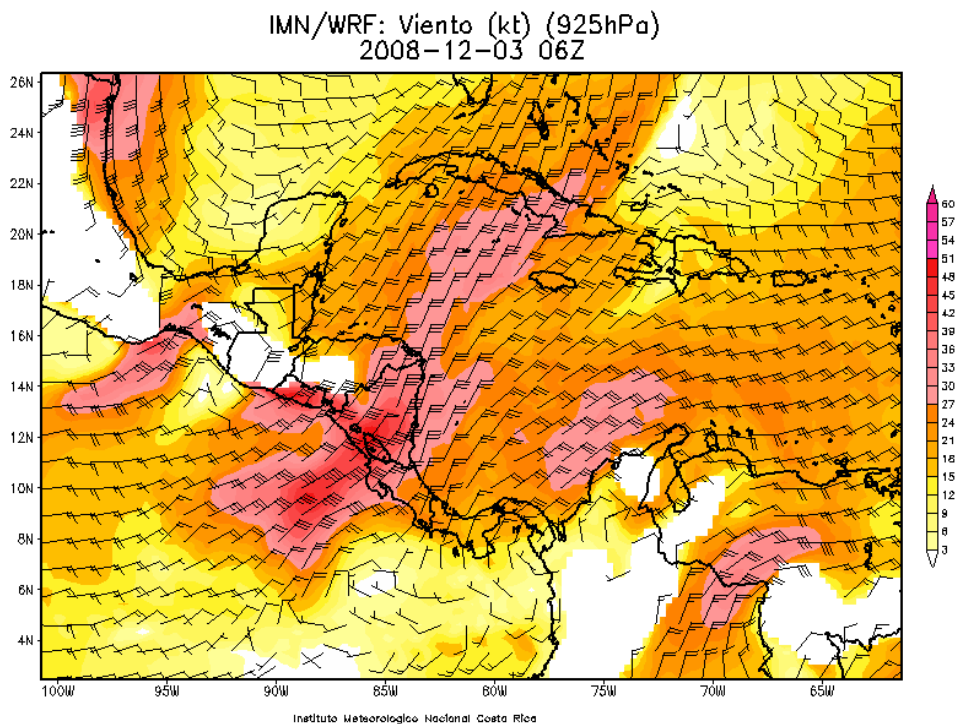 IMN/WRF: Viento (kt) (925hPa)
2008-12-03 06Z
26N
24N
22N
20N
18N
16N
14N
12N
10N
8N
6N
4N
100W 95W 90W 85W 80W 75W 70W 65W
60
57
54
51
48
45
42
39
36
33
30
27
24
21
18
15
12
9
6
3
Instituto Meteorologico Nacional Costa Rica